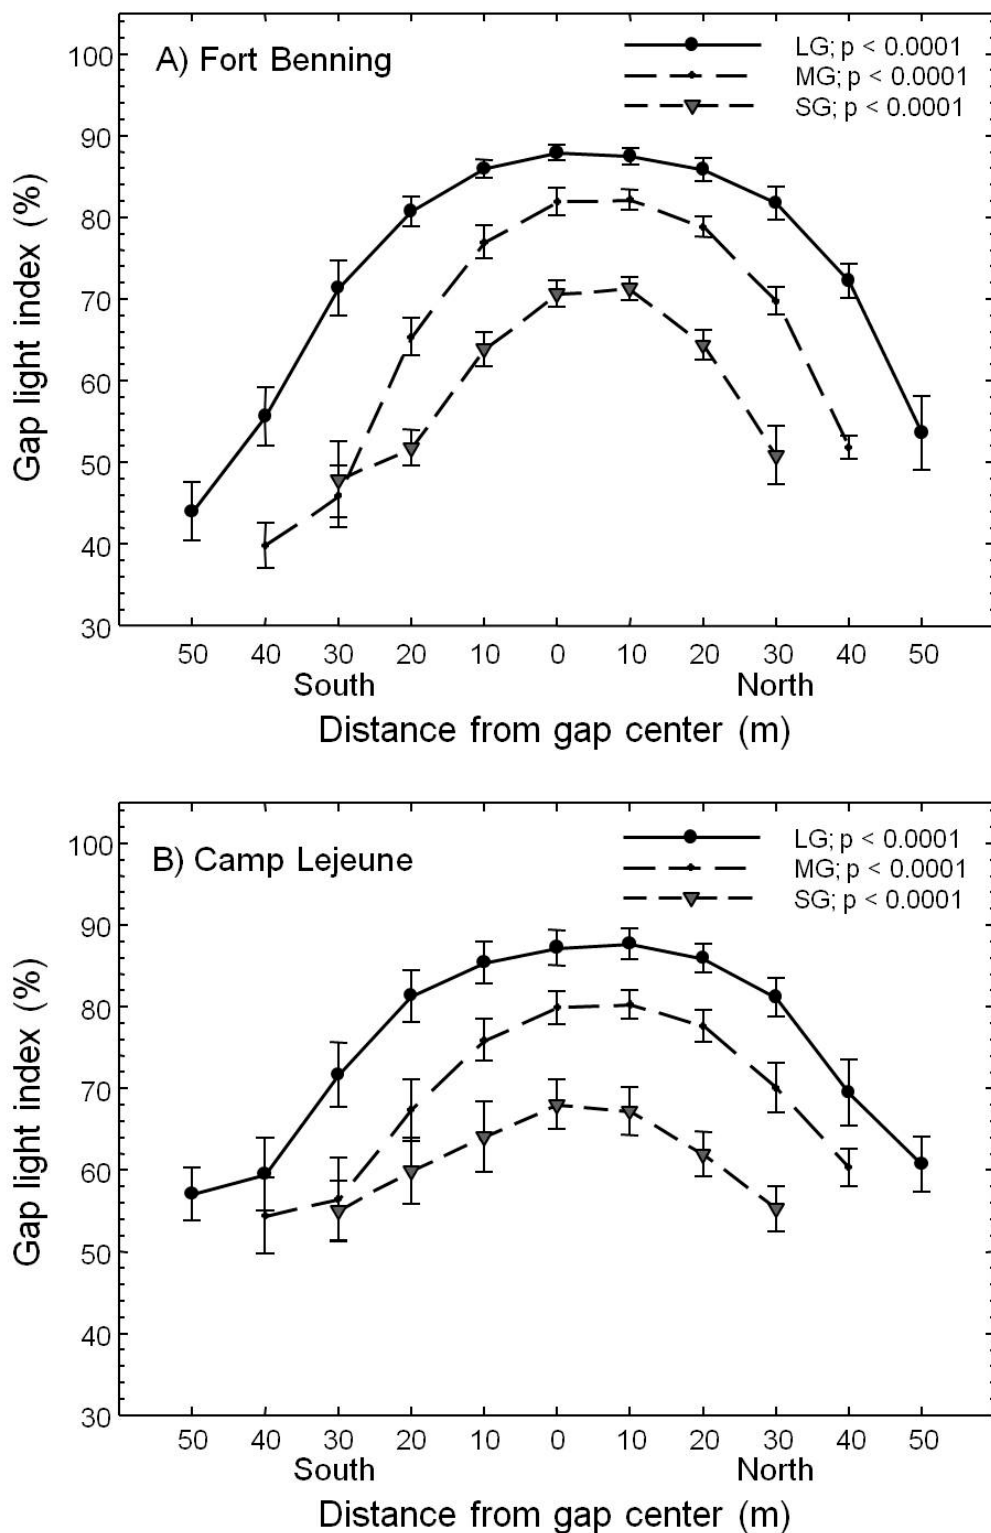 A) Fort Benning
LG; p < 0.0001
MG; p < 0.0001
SG; p < 0.0001
Gap light index (%)
100
90
80
70
60
50
40
30
50 40 30 20 10 0 10 20 30 40 50
South North
Distance from gap center (m)
B) Camp Lejeune
LG; p < 0.0001
MG; p < 0.0001
SG; p < 0.0001
Gap light index (%)
100
90
80
70
60
50
40
30
50 40 30 20 10 0 10 20 30 40 50
South North
Distance from gap center (m)